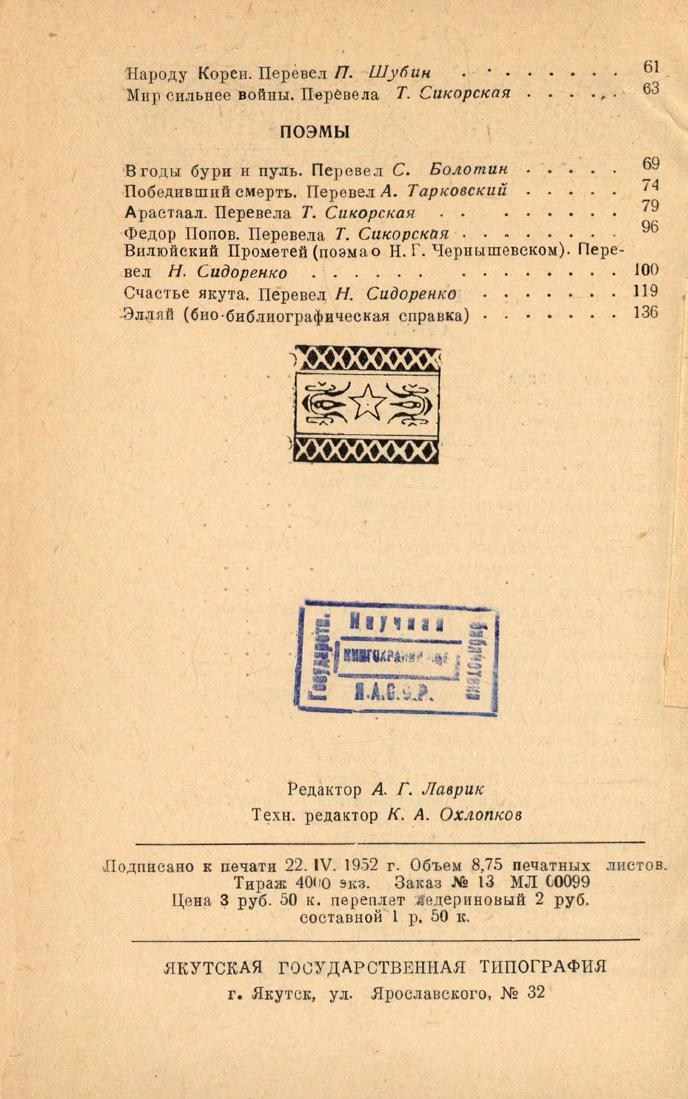 Народу Кореи. Перевел П. Шубин . . . . . . . . 61
Мир сильнее войны. Перевела Т. Сикорская . . . . . . 63
ПОЭМЫ
В годы бури и пуль. Перевел С. Болотин . . . . . 69
Победивший смерть. Перевел А. Тарковский . . . . . 74
Арастаал. Перевела Т. Сикорская . . . . . . . . 79
Федор Попов. Перевела Т. Сикорская . . . . . . . . 96
Вилюйский Прометей (поэма о Н. Г. Чернышевском). Пере-
вел Н. Сидоренко . . . . . . . . . . . . . 100
Счастье якута. Перевел Н. Сидоренко . . . . . . . 119
Элляй (био-библиографическая справка) . . . . . . . 136
Государств.
Научная
Я.А.С.С.Р.
Редактор А. Г. Лаврик
Техн. редактор К. А. Охлопков
Подписано к печати 22. IV. 1952 г. Объем 8,75 печатных листов.
Тираж 4000 экз. Заказ № 13 МЛ 00099
Цена 3 руб. 50 к. переплет ледериновый 2 руб.
составной 1 р. 50 к.
ЯКУТСКАЯ ГОСУДАРСТВЕННАЯ ТИПОГРАФИЯ
г. Якутск, ул. Ярославского, № 32